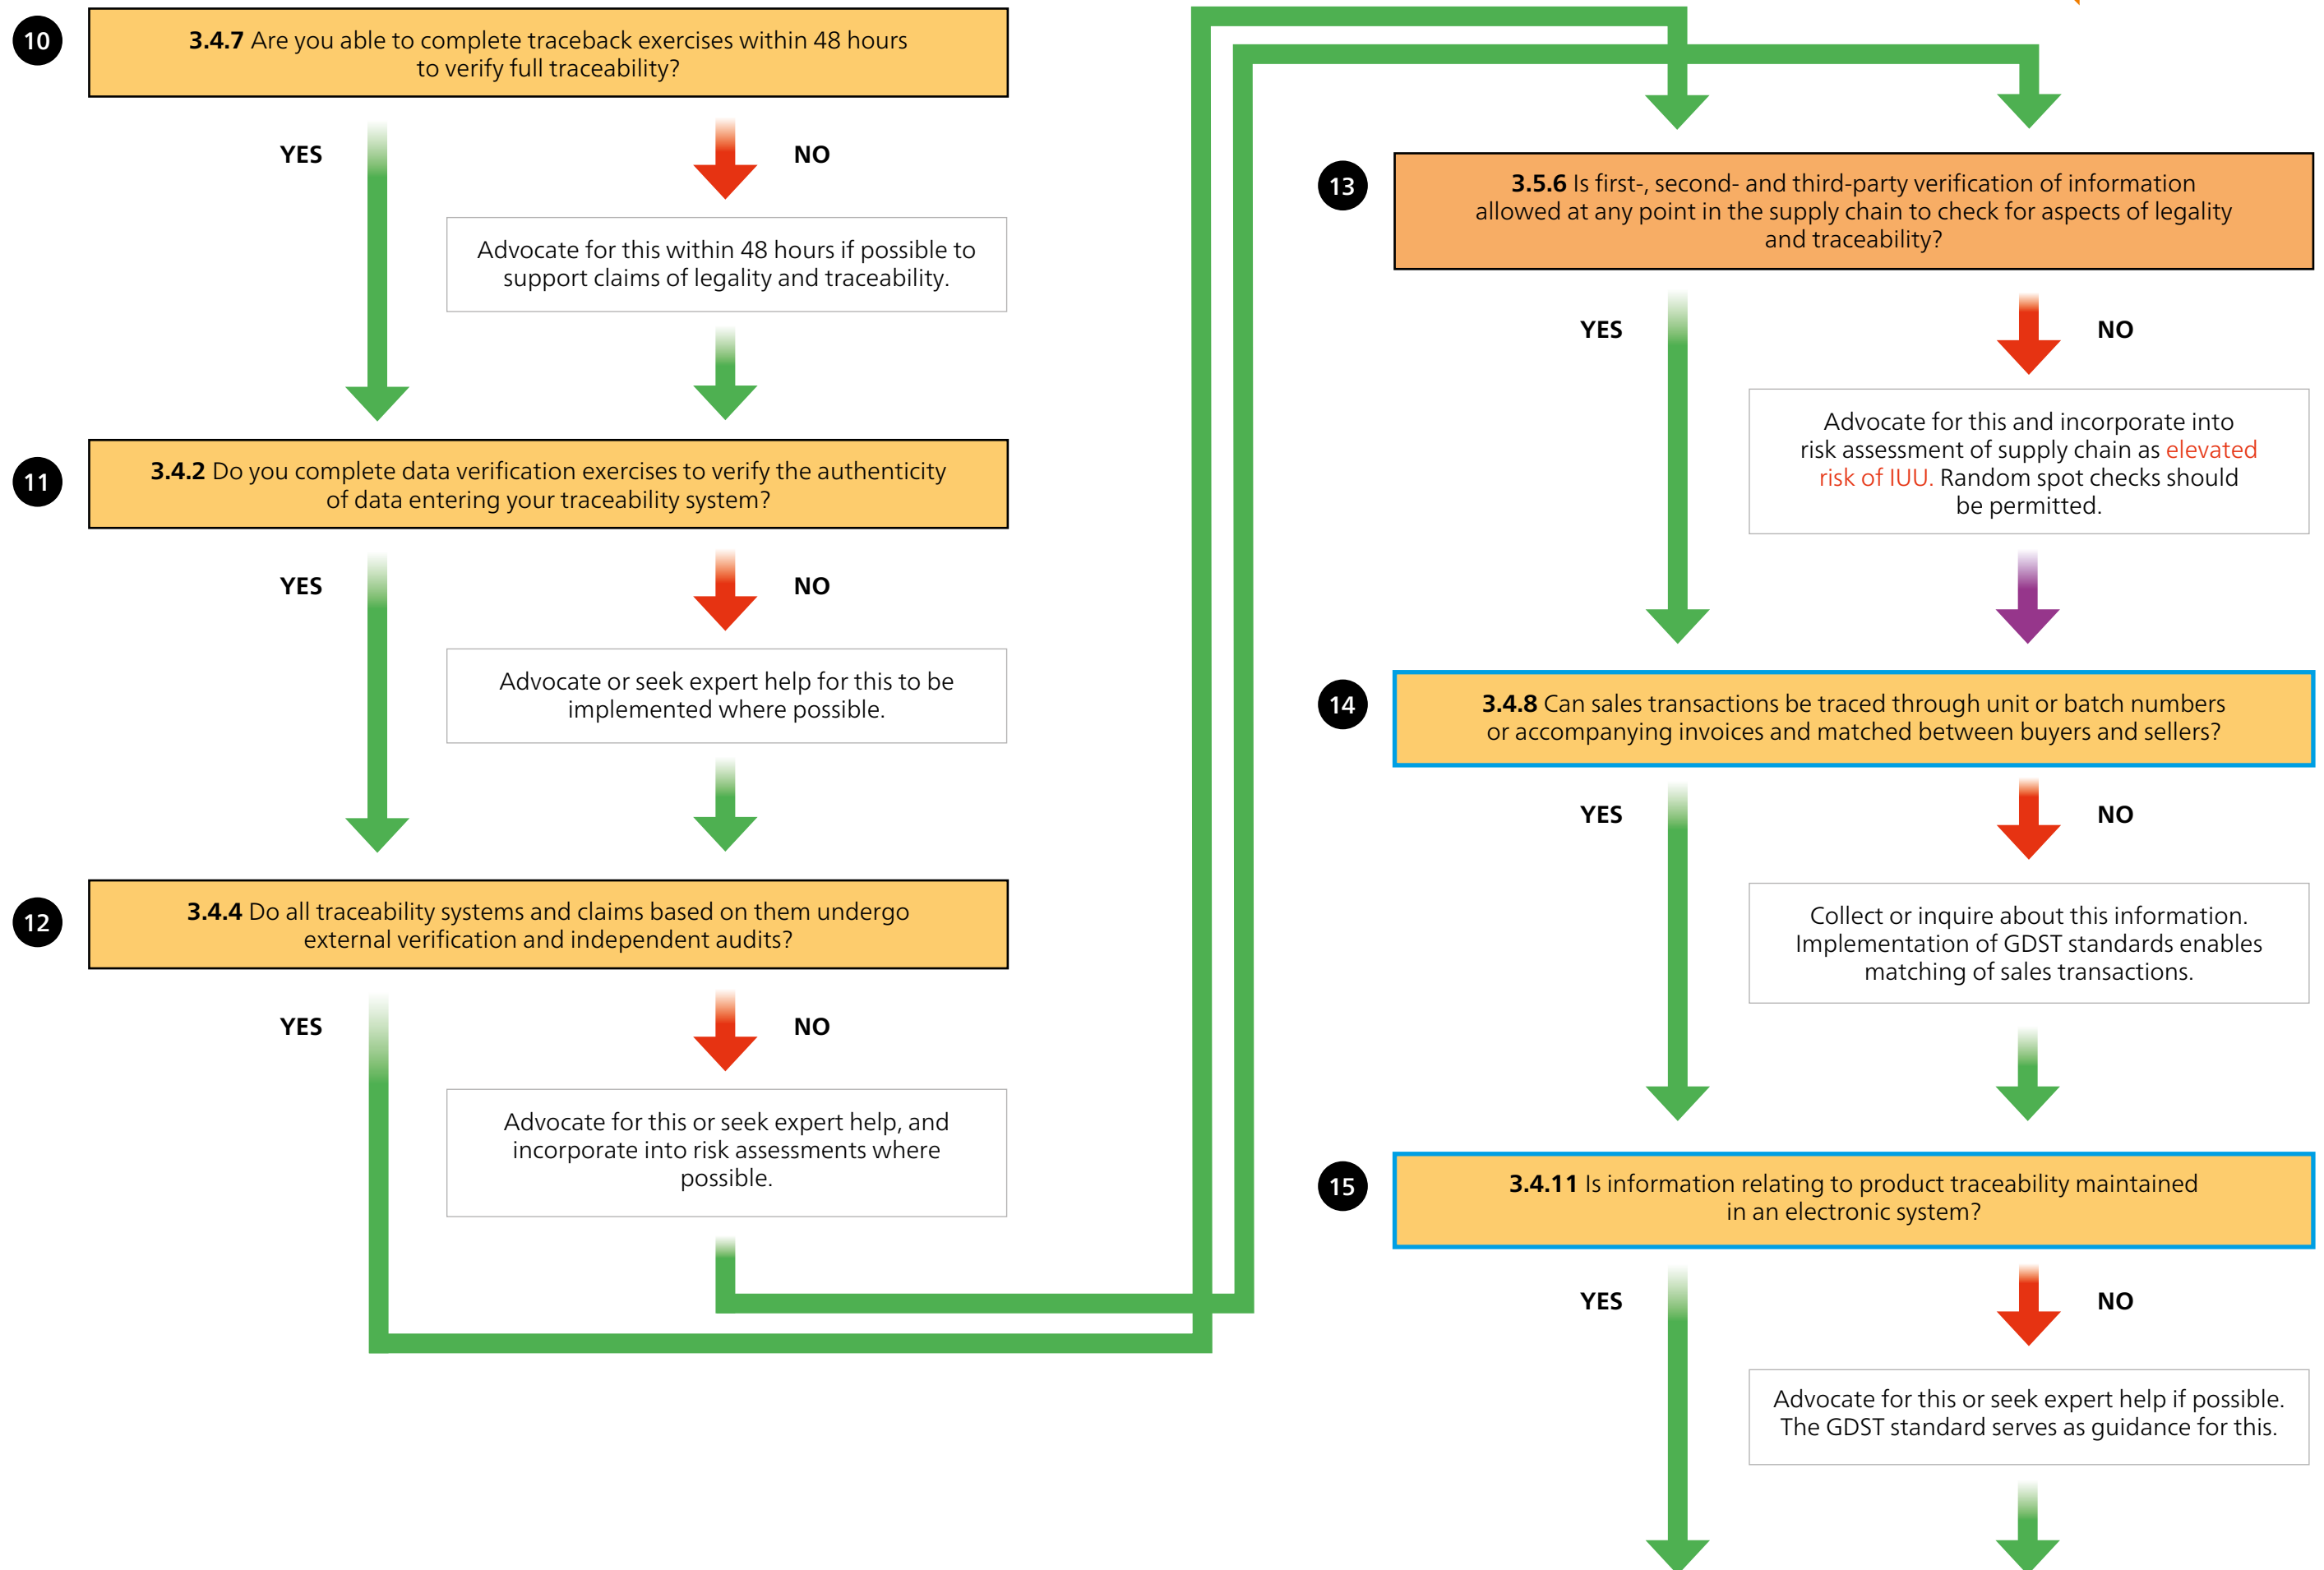 10
3.4.7 Are you able to complete traceback exercises within 48 hours
to verify full traceability?
YES
NO
Advocate for this within 48 hours if possible to
support claims of legality and traceability.
11
3.4.2 Do you complete data verification exercises to verify the authenticity
of data entering your traceability system?
YES
NO
Advocate or seek expert help for this to be
implemented where possible.
12
3.4.4 Do all traceability systems and claims based on them undergo
external verification and independent audits?
YES
NO
Advocate for this or seek expert help, and
incorporate into risk assessments where
possible.
13
3.5.6 Is first-, second- and third-party verification of information
allowed at any point in the supply chain to check for aspects of legality
and traceability?
YES
NO
Advocate for this and incorporate into
risk assessment of supply chain as elevated
risk of IUU. Random spot checks should
be permitted.
14
3.4.8 Can sales transactions be traced through unit or batch numbers
or accompanying invoices and matched between buyers and sellers?
YES
NO
Collect or inquire about this information.
Implementation of GDST standards enables
matching of sales transactions.
15
3.4.11 Is information relating to product traceability maintained
in an electronic system?
YES
NO
Advocate for this or seek expert help if possible.
The GDST standard serves as guidance for this.